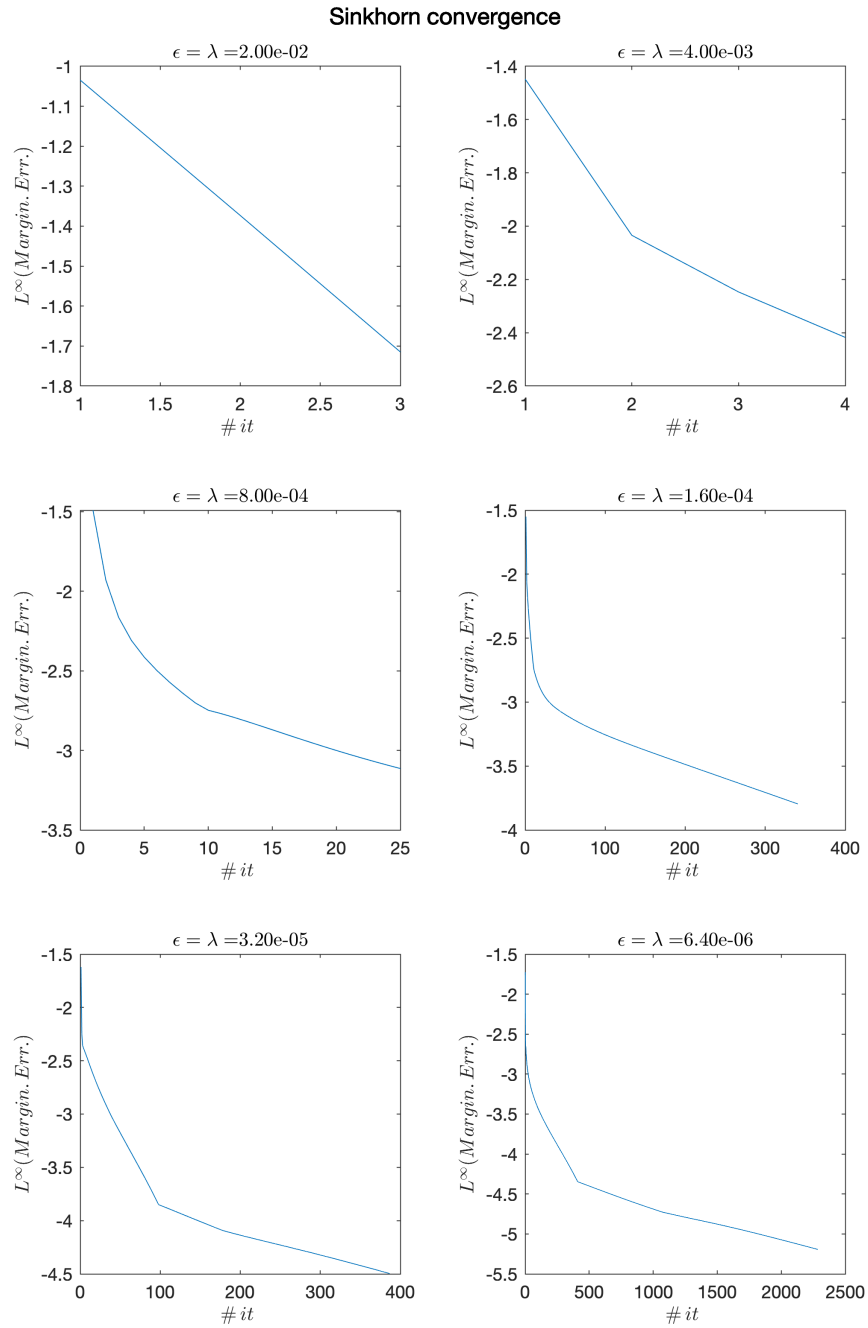 Sinkhorn convergence
ϵ = λ =2.00e-02
-1
-1.1
-1.2
-1.3
-1.4
-1.5
-1.6
-1.7
-1.8
L∞(Margin. Err.)
1 1.5 2 2.5 3
# it
ϵ = λ =4.00e-03
-1.4
-1.6
-1.8
-2
-2.2
-2.4
-2.6
L∞(Margin. Err.)
1 2 3 4
# it
ϵ = λ =8.00e-04
-1.5
-2
-2.5
-3
-3.5
L∞(Margin. Err.)
0 5 10 15 20 25
# it
ϵ = λ =1.60e-04
-1.5
-2
-2.5
-3
-3.5
-4
L∞(Margin. Err.)
0 100 200 300 400
# it
ϵ = λ =3.20e-05
-1.5
-2
-2.5
-3
-3.5
-4
-4.5
L∞(Margin. Err.)
0 100 200 300 400
# it
ϵ = λ =6.40e-06
-1.5
-2
-2.5
-3
-3.5
-4
-4.5
-5
-5.5
L∞(Margin. Err.)
0 500 1000 1500 2000 2500
# it